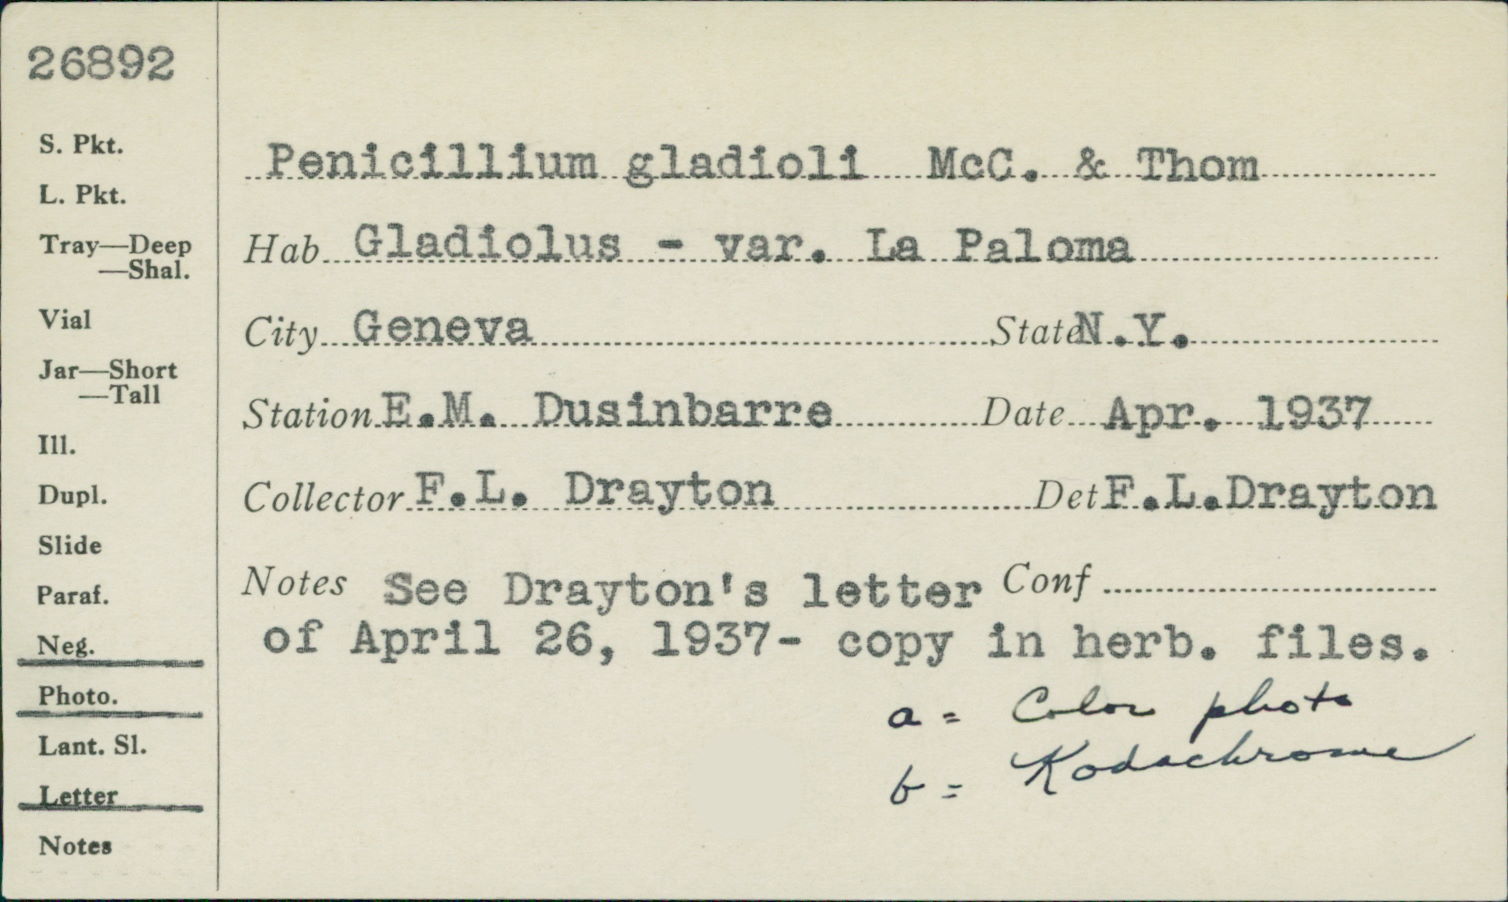 26892
S. Pkt.
L. Pkt.
Tray—Deep
—Shal.
Vial
Jar—Short
—Tall
Ill.
Dupl.
Slide
Paraf.
Neg.
Photo.
Lant. Sl.
Letter
Notes
Penicillium gladioli McC. & Thom
Hab Gladiolus - var. La Paloma
City Geneva State N.Y.
Station E.M. Dusinbarre Date Apr. 1937
Collector F.L. Drayton Det F.L.Drayton
Notes See Drayton's letter Conf
of April 26, 1937- copy in herb. files.
a = Color photo
b = Kodachrome